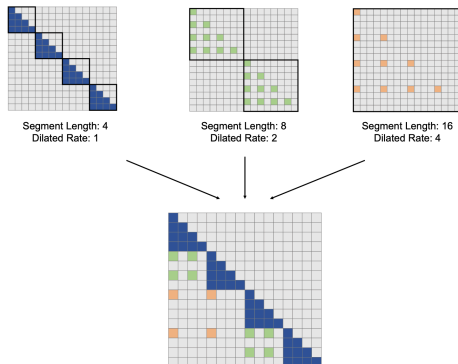 Segment Length: 4
Dilated Rate: 1
Segment Length: 8
Dilated Rate: 2
Segment Length: 16
Dilated Rate: 4